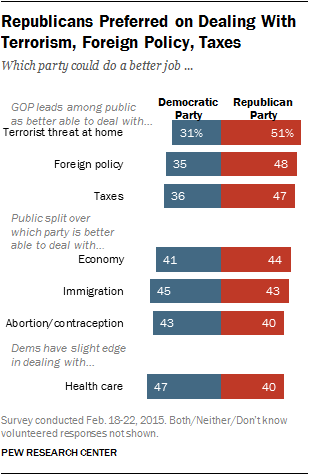 Republicans Preferred on Dealing With
Terrorism, Foreign Policy, Taxes
Which party could do a better job ...
GOP leads among public
as better able to deal with...
Democratic Party
Republican Party
Terrorist threat at home 31% 51%
Foreign policy 35 48
Taxes 36 47
Public split over
which party is better
able to deal with...
Economy 41 44
Immigration 45 43
Abortion/contraception 43 40
Dems have slight edge
in dealing with...
Health care 47 40
Survey conducted Feb. 18-22, 2015. Both/Neither/Don't know
volunteered responses not shown.
PEW RESEARCH CENTER